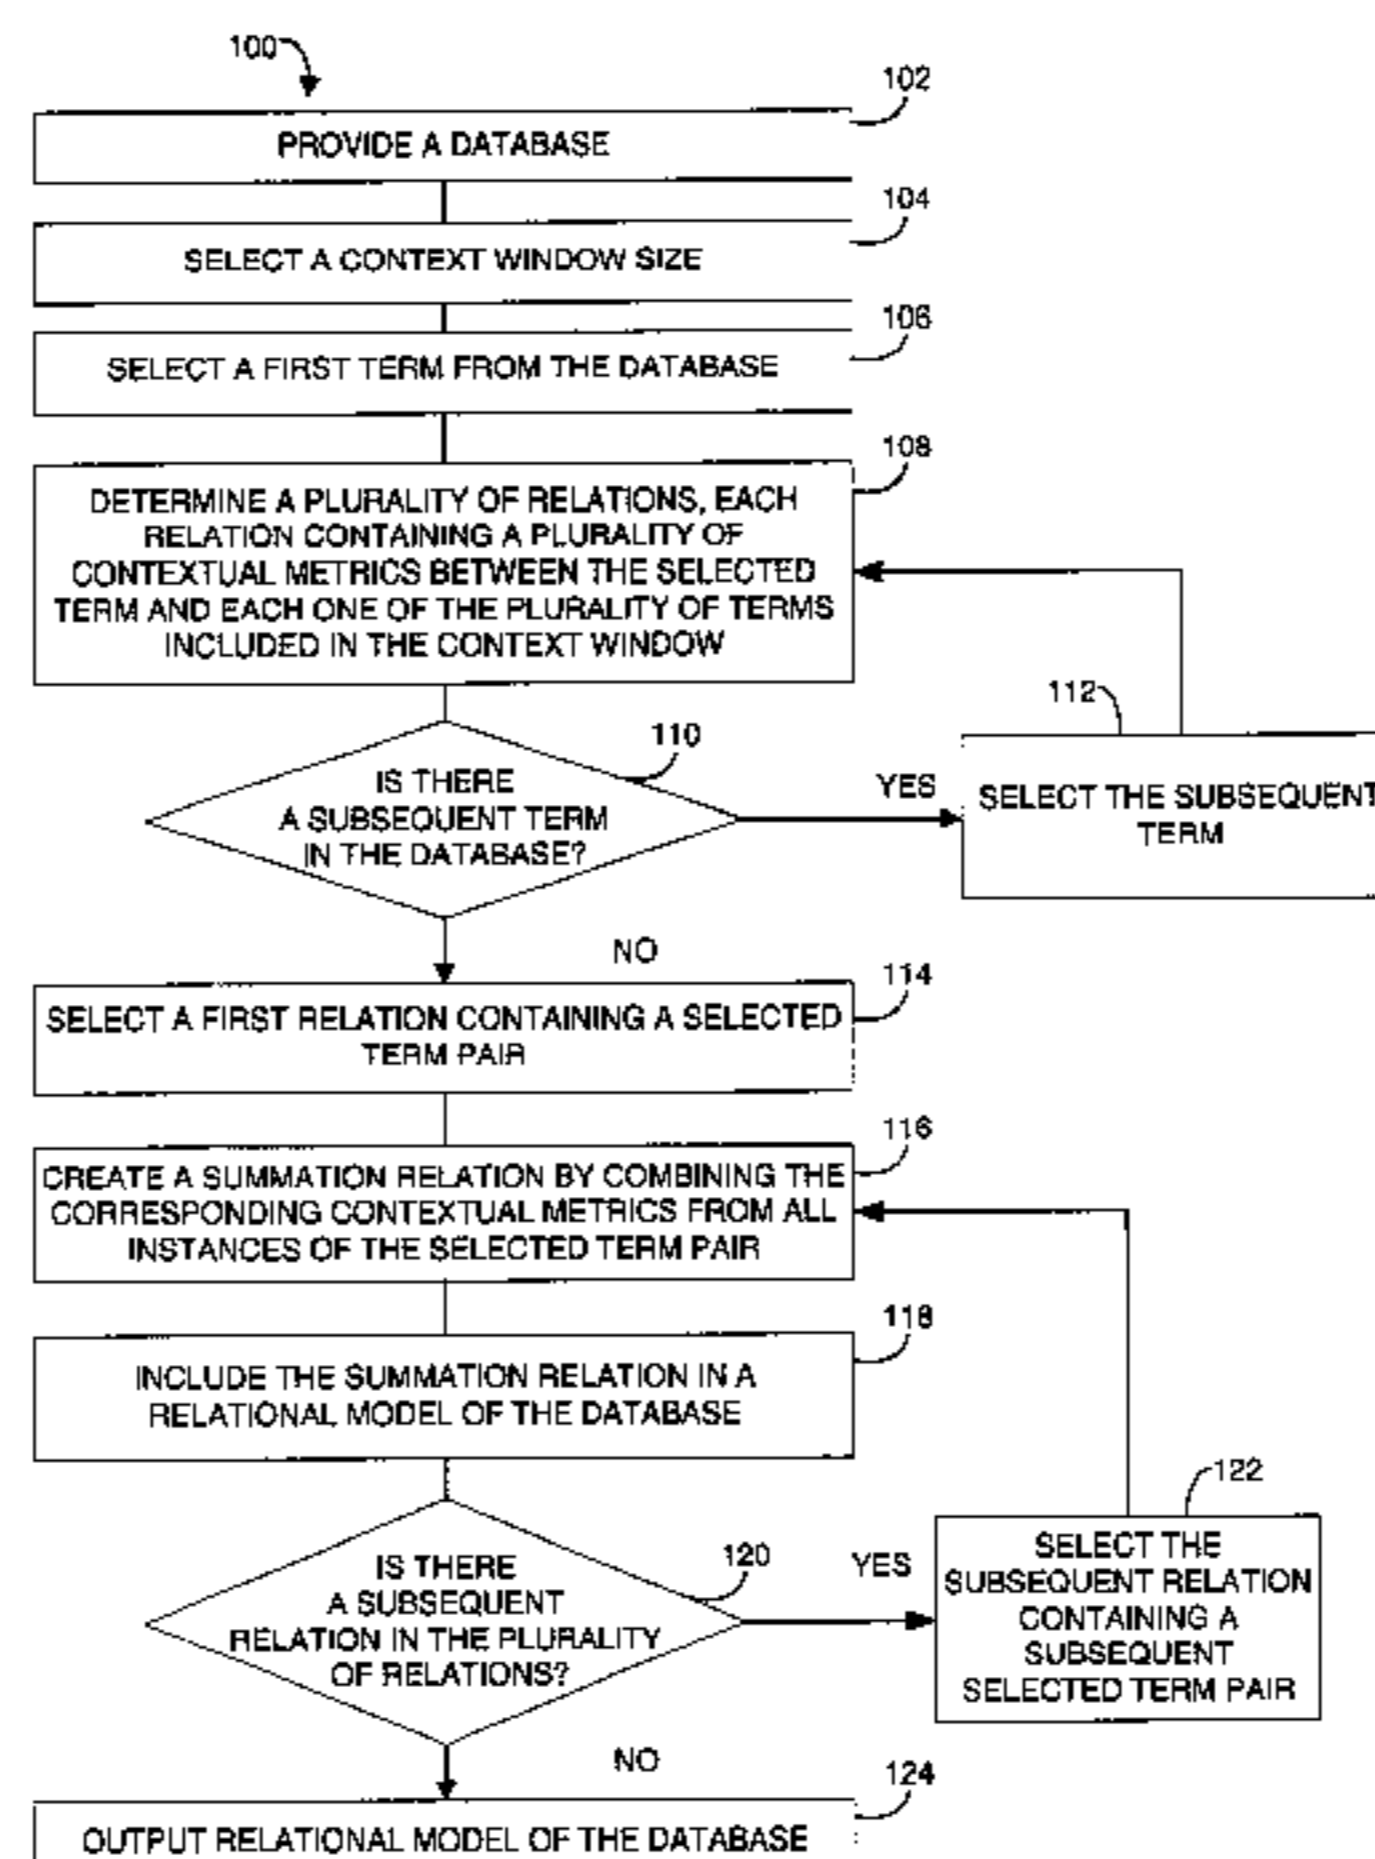 100
102
PROVIDE A DATABASE
104
SELECT A CONTEXT WINDOW SIZE
106
SELECT A FIRST TERM FROM THE DATABASE
108
DETERMINE A PLURALITY OF RELATIONS, EACH
RELATION CONTAINING A PLURALITY OF
CONTEXTUAL METRICS BETWEEN THE SELECTED
TERM AND EACH ONE OF THE PLURALITY OF TERMS
INCLUDED IN THE CONTEXT WINDOW
110
IS THERE
A SUBSEQUENT TERM
IN THE DATABASE?
YES
112
SELECT THE SUBSEQUENT
TERM
NO
114
SELECT A FIRST RELATION CONTAINING A SELECTED
TERM PAIR
116
CREATE A SUMMATION RELATION BY COMBINING THE
CORRESPONDING CONTEXTUAL METRICS FROM ALL
INSTANCES OF THE SELECTED TERM PAIR
118
INCLUDE THE SUMMATION RELATION IN A
RELATIONAL MODEL OF THE DATABASE
120
IS THERE
A SUBSEQUENT
RELATION IN THE PLURALITY
OF RELATIONS?
YES
122
SELECT THE
SUBSEQUENT RELATION
CONTAINING A
SUBSEQUENT
SELECTED TERM PAIR
NO
124
OUTPUT RELATIONAL MODEL OF THE DATABASE